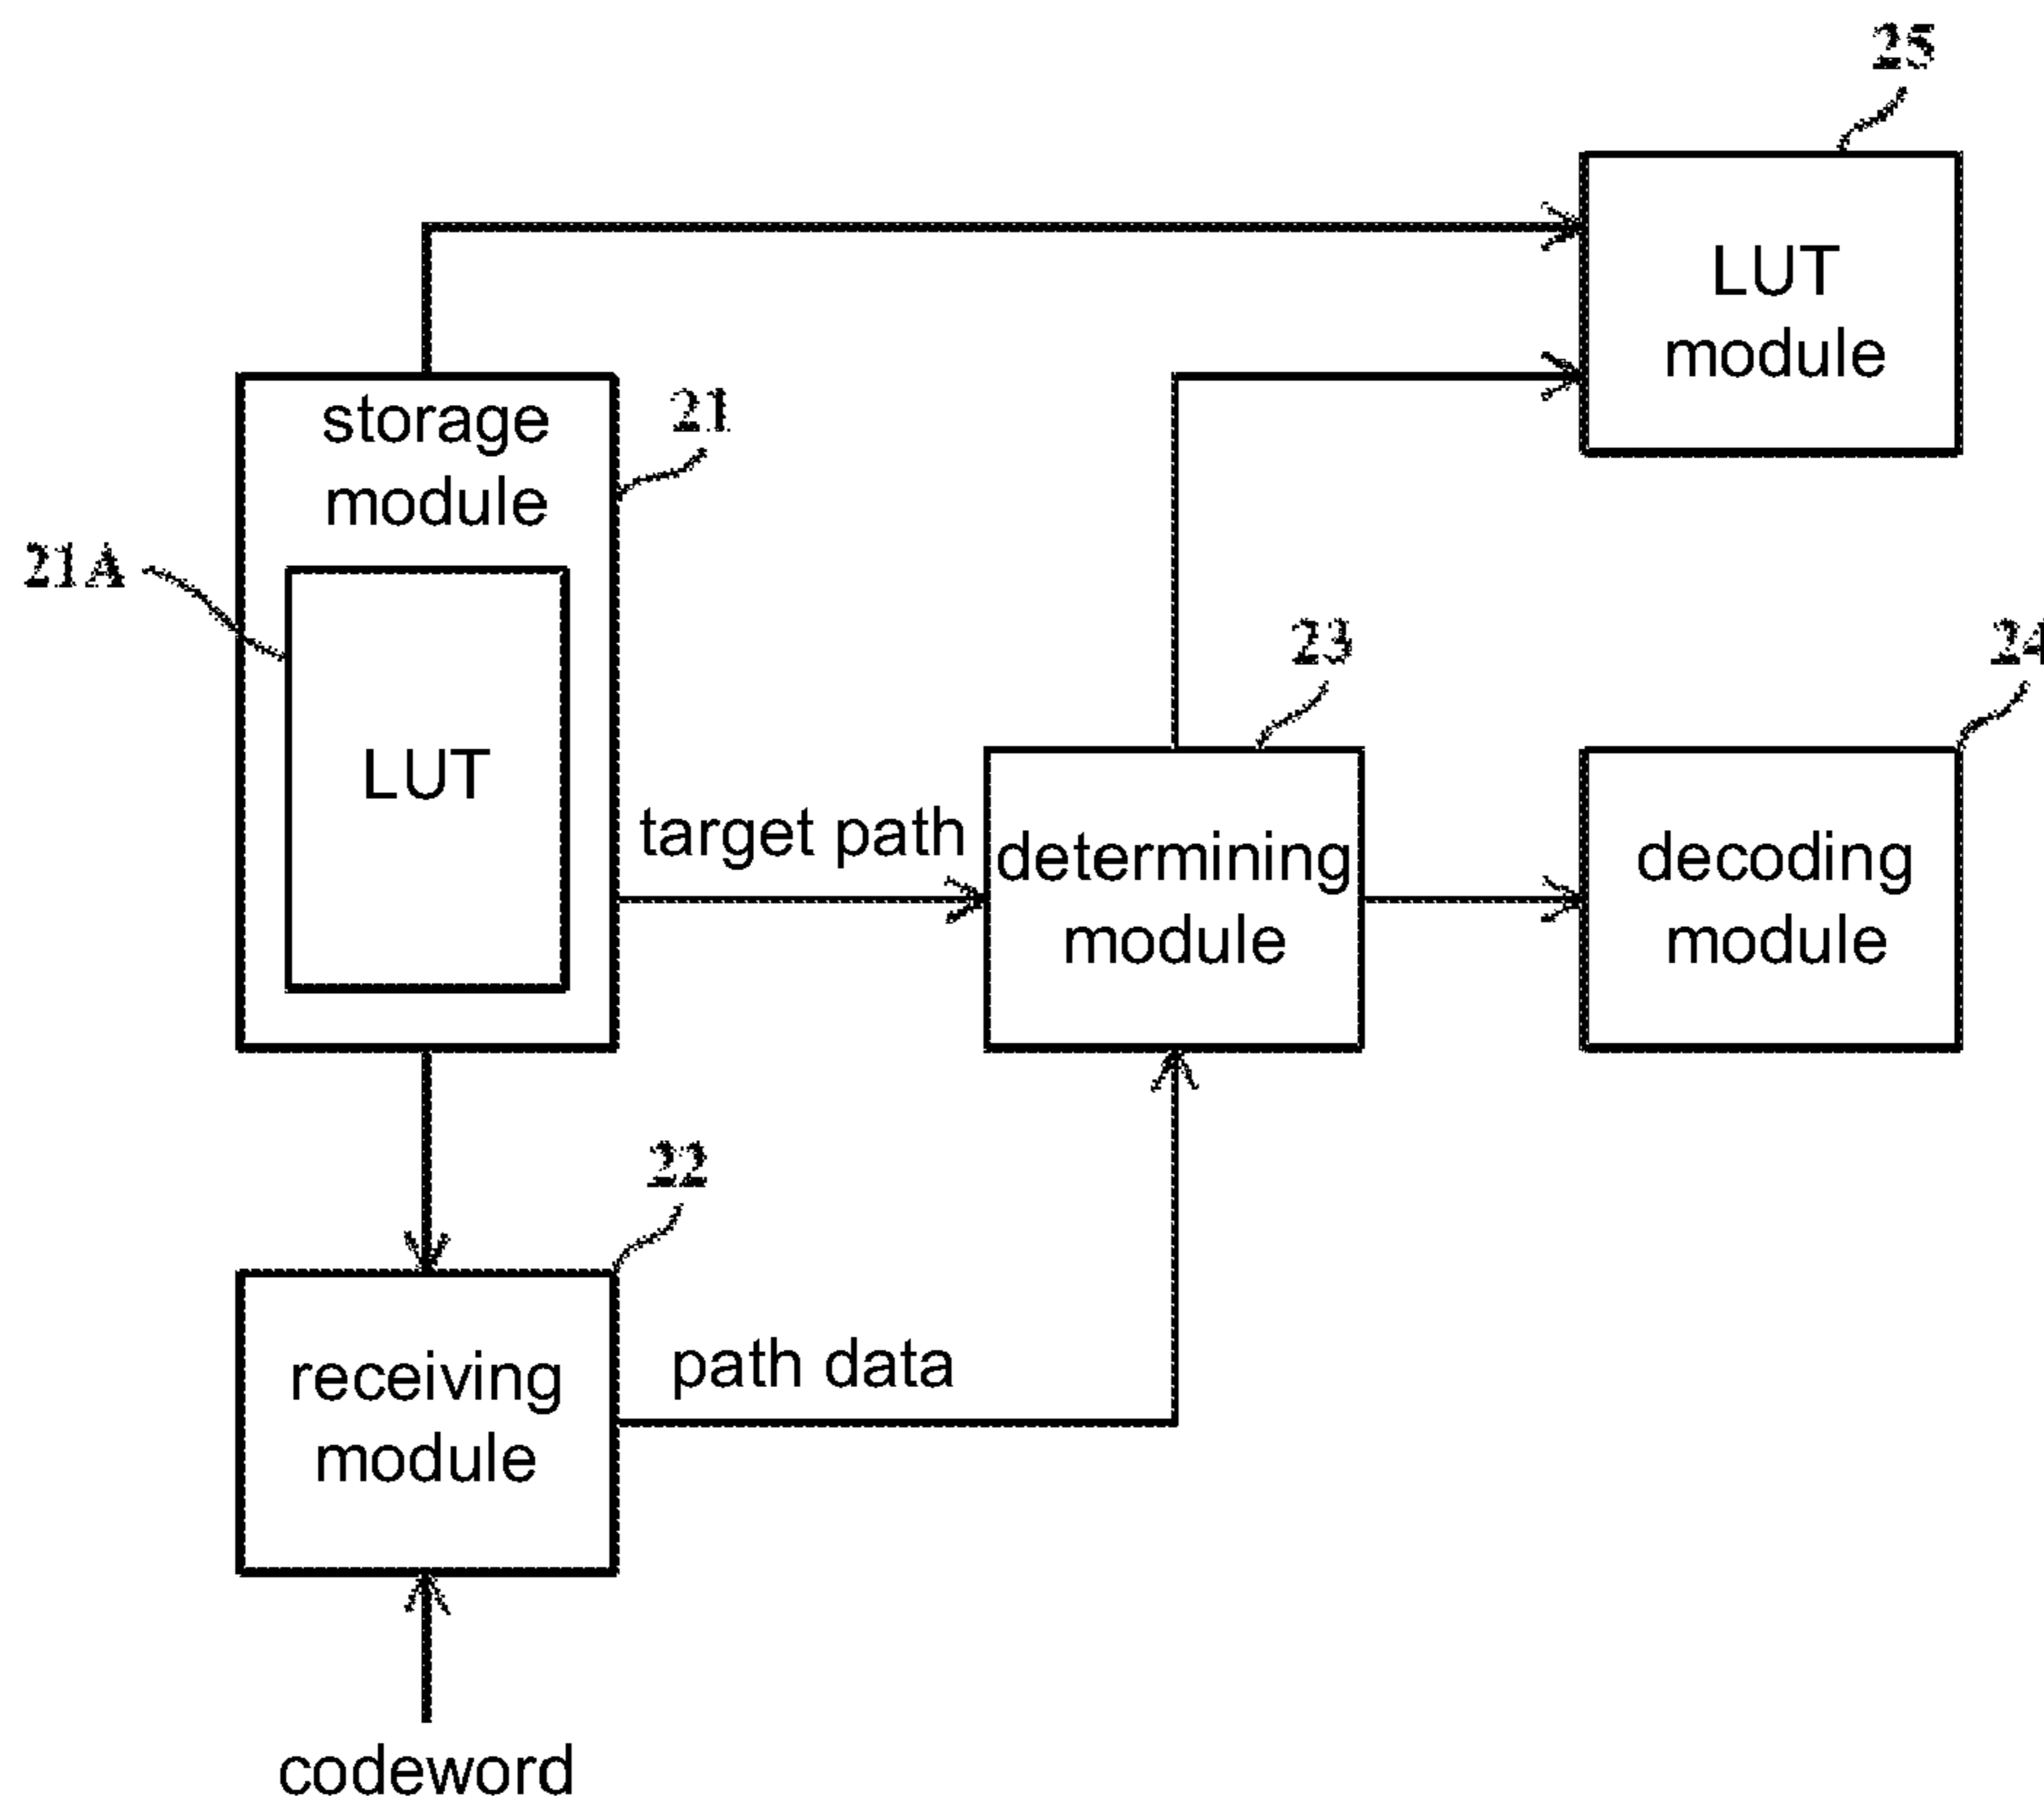 25
LUT
module
storage
module
21
21A
LUT
23
24
target path
determining
module
decoding
module
22
receiving
module
path data
codeword